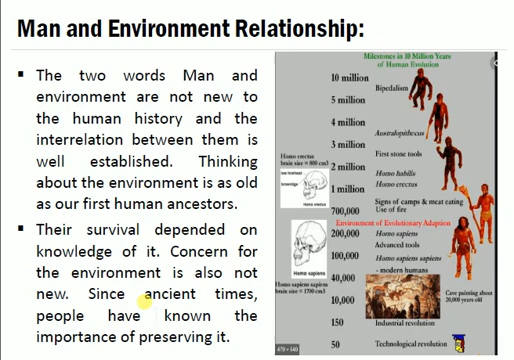 Man and Environment Relationship:
The two words Man and
environment are not new to
the human history and the
interrelation between them is
well established. Thinking
about the environment is as old
as our first human ancestors.
Their survival depended on
knowledge of it. Concern for
the environment is also not
new. Since ancient times,
people have known the
importance of preserving it.
Milestones in 10 Million Years
of Human Evolution
10 million
Bipedalism
5 million
4 million
Australopithecus
3 million
First stone tools
Homo erectus
brain size = 800 cm3
2 million
Homo habilis
low forehead
browridge
Homo erectus
1 million
Homo erectus
Signs of camps & meat eating
700,000
Use of fire
Environment of Evolutionary Adaption
200,000
Homo sapiens
Advanced tools
100,000
Homo sapiens sapiens
- modern humans
Homo sapiens
Homo sapiens sapiens
brain size = 1700 cm3
40,000
10,000
Cave painting about
20,000 years old
150
Industrial revolution
50
Technological revolution